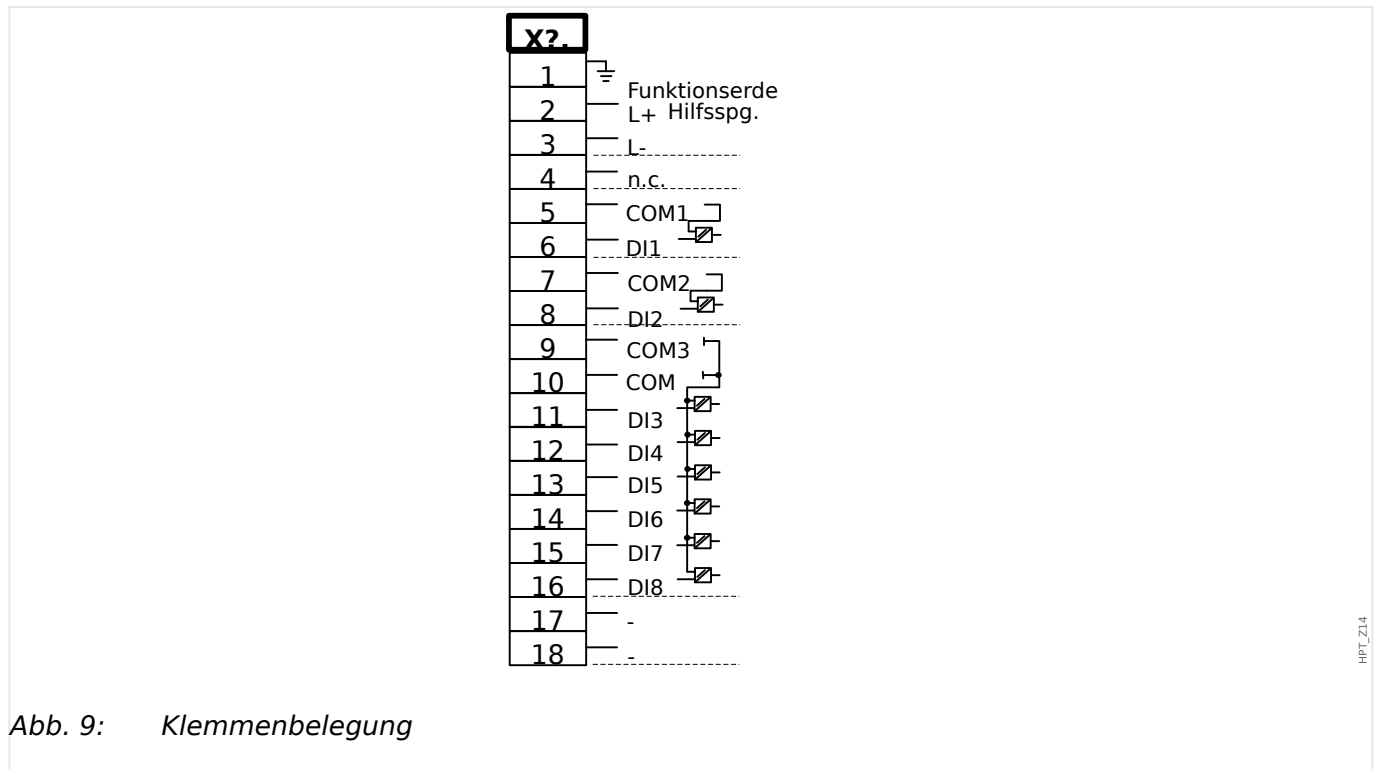 X?.
1
Funktionserde
2 L+ Hilfsspg.
3 L-
4 n.c.
5 COM1
6 DI1
7 COM2
8 DI2
9 COM3
10 COM
11 DI3
12 DI4
13 DI5
14 DI6
15 DI7
16 DI8
17 -
18 -
HPT_Z14
Abb. 9: Klemmenbelegung